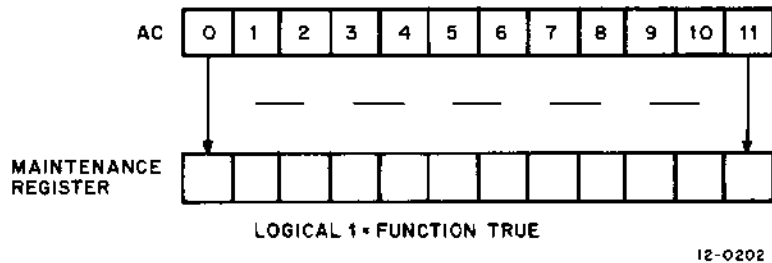 AC 0 1 2 3 4 5 6 7 8 9 10 11
MAINTENANCE
REGISTER
LOGICAL 1 = FUNCTION TRUE
12-0202